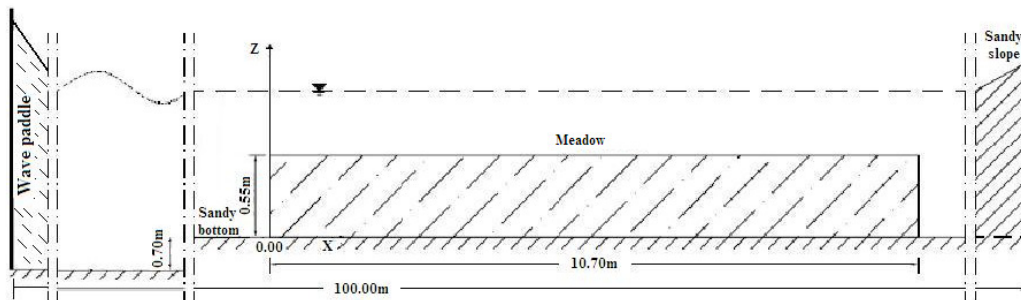 Sandy
slope
Z
Wave paddle
Meadow
0.55m
Sandy
bottom
0.70m
0.00
X
10.70m
100.00m